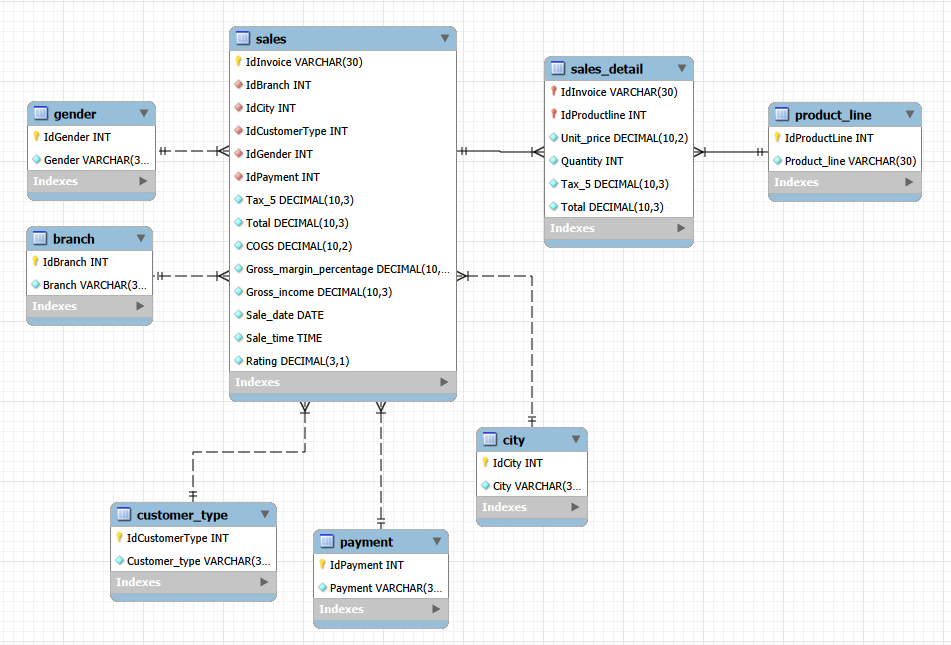 sales
IdInvoice VARCHAR(30)
IdBranch INT
IdCity INT
IdCustomerType INT
IdGender INT
IdPayment INT
Tax_5 DECIMAL(10,3)
Total DECIMAL(10,3)
COGS DECIMAL(10,2)
Gross_margin_percentage DECIMAL(10,...
Gross_income DECIMAL(10,3)
Sale_date DATE
Sale_time TIME
Rating DECIMAL(3,1)
Indexes
sales_detail
IdInvoice VARCHAR(30)
IdProductline INT
Unit_price DECIMAL(10,2)
Quantity INT
Tax_5 DECIMAL(10,3)
Total DECIMAL(10,3)
Indexes
gender
IdGender INT
Gender VARCHAR(3...
Indexes
product_line
IdProductLine INT
Product_line VARCHAR(30)
Indexes
branch
IdBranch INT
Branch VARCHAR(3...
Indexes
city
IdCity INT
City VARCHAR(3...
Indexes
customer_type
IdCustomerType INT
Customer_type VARCHAR(3...
Indexes
payment
IdPayment INT
Payment VARCHAR(3...
Indexes